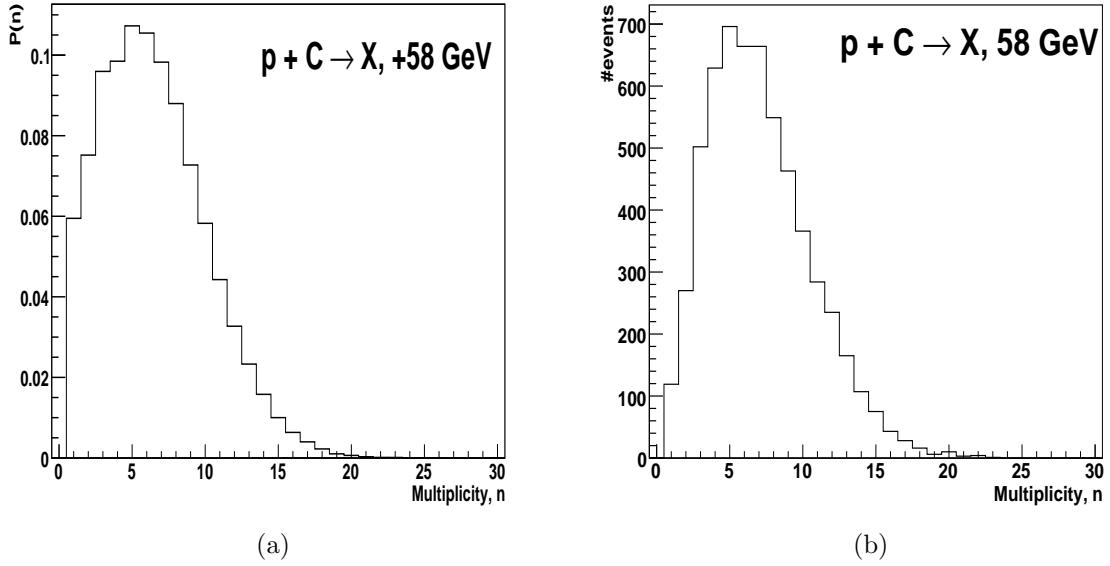 P(n)
p + C → X, +58 GeV
0.1
0.08
0.06
0.04
0.02
0
0 5 10 15 20 25 30
Multiplicity, n
(a)
#events
p + C → X, 58 GeV
700
600
500
400
300
200
100
0
0 5 10 15 20 25 30
Multiplicity, n
(b)